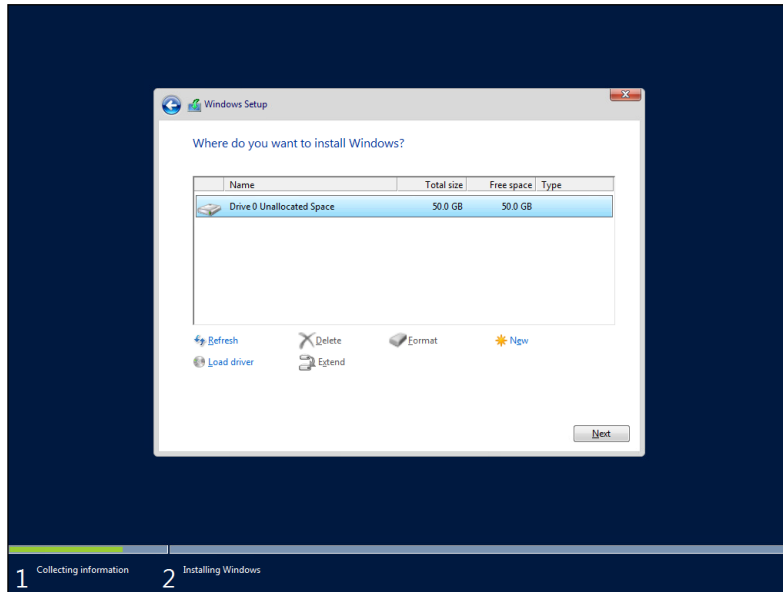 Windows Setup
Where do you want to install Windows?
Name Total size Free space Type
Drive 0 Unallocated Space 50.0 GB 50.0 GB
Refresh Delete Format New
Load driver Extend
Next
1 Collecting information 2 Installing Windows